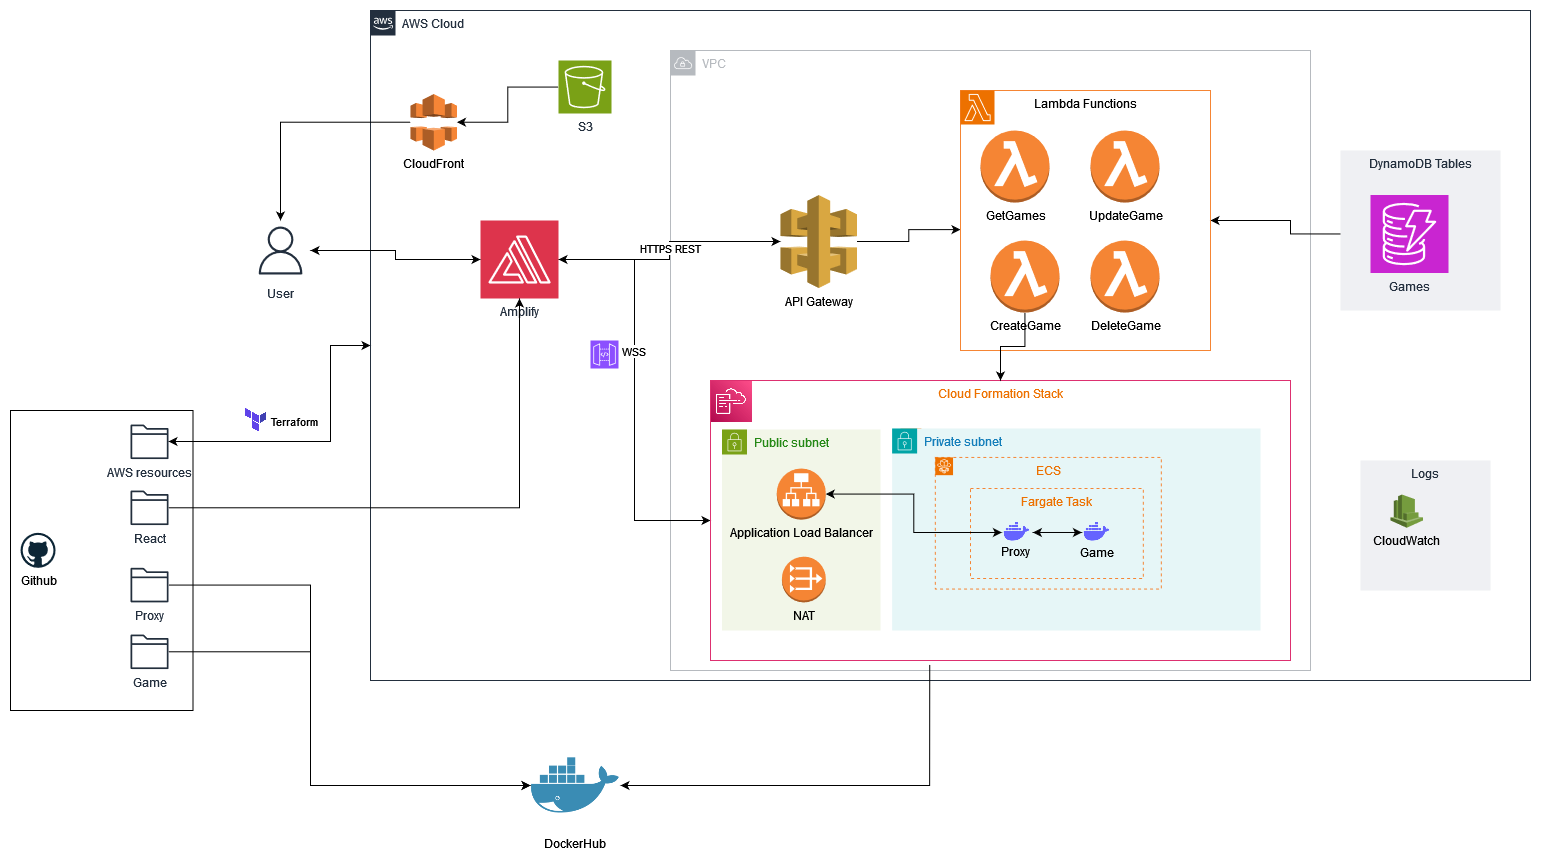 aws
AWS Cloud
VPC
S3
CloudFront
Lambda Functions
GetGames
UpdateGame
CreateGame
DeleteGame
DynamoDB Tables
Games
HTTPS REST
API Gateway
User
Amplify
WSS
Terraform
Cloud Formation Stack
Public subnet
Private subnet
ECS
Fargate Task
Application Load Balancer
Proxy
Game
NAT
Logs
CloudWatch
AWS resources
React
Github
Proxy
Game
DockerHub